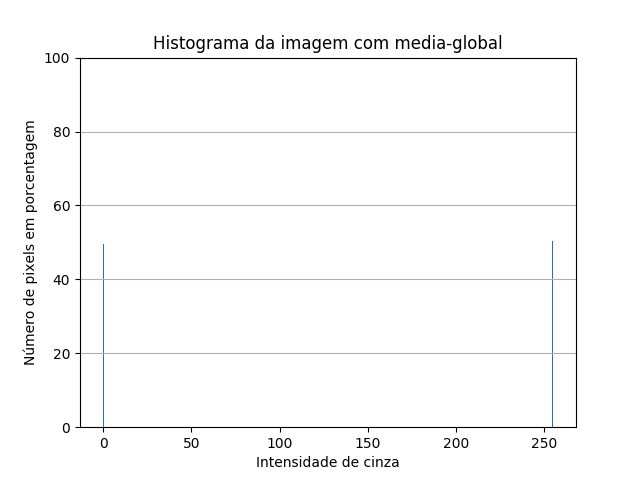 Histograma da imagem com media-global
100
80
60
40
20
0
Número de pixels em porcentagem
0 50 100 150 200 250
Intensidade de cinza